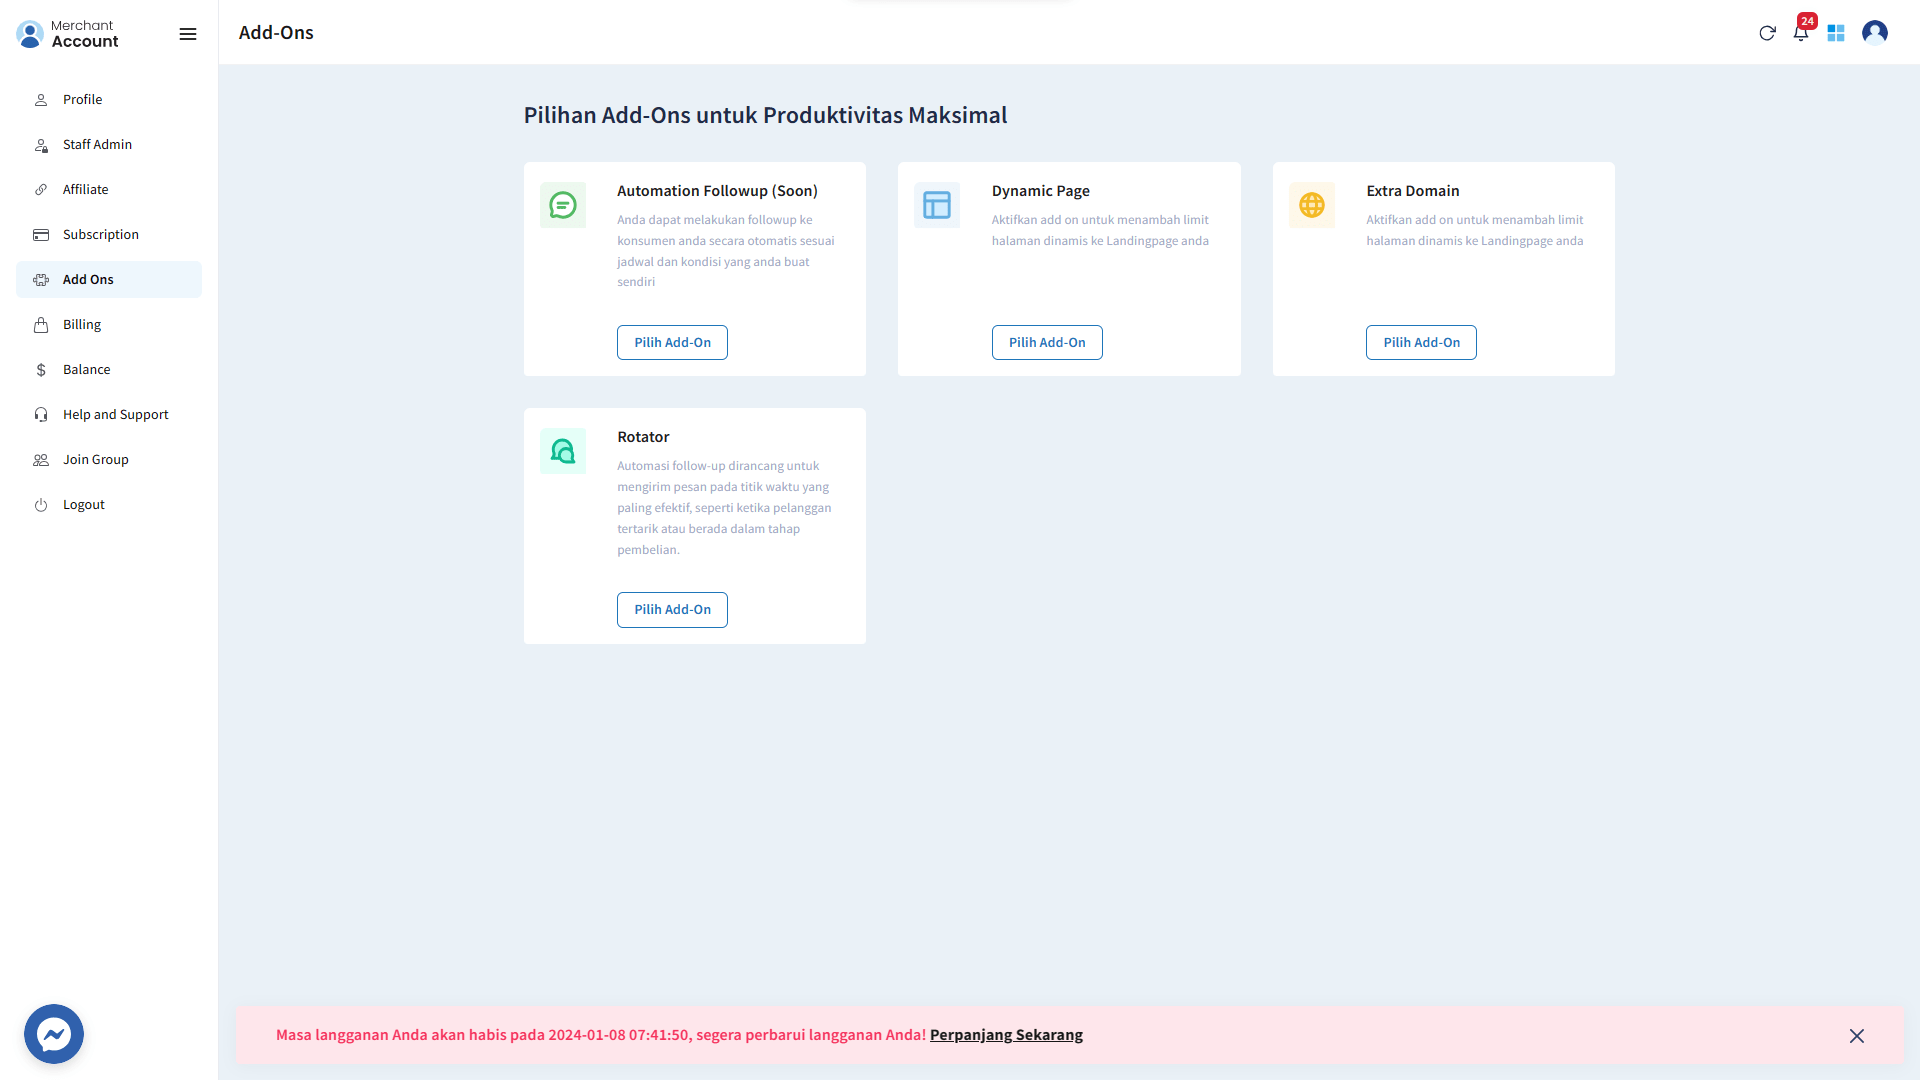 Merchant
Account
Add-Ons
24
Profile
Staff Admin
Affiliate
Subscription
Add Ons
Billing
Balance
Help and Support
Join Group
Logout
Pilihan Add-Ons untuk Produktivitas Maksimal
Automation Followup (Soon)
Anda dapat melakukan followup ke
konsumen anda secara otomatis sesuai
jadwal dan kondisi yang anda buat
sendiri
Pilih Add-On
Dynamic Page
Aktifkan add on untuk menambah limit
halaman dinamis ke Landingpage anda
Pilih Add-On
Extra Domain
Aktifkan add on untuk menambah limit
halaman dinamis ke Landingpage anda
Pilih Add-On
Rotator
Automasi follow-up dirancang untuk
mengirim pesan pada titik waktu yang
paling efektif, seperti ketika pelanggan
tertarik atau berada dalam tahap
pembelian.
Pilih Add-On
Masa langganan Anda akan habis pada 2024-01-08 07:41:50, segera perbarui langganan Anda! Perpanjang Sekarang